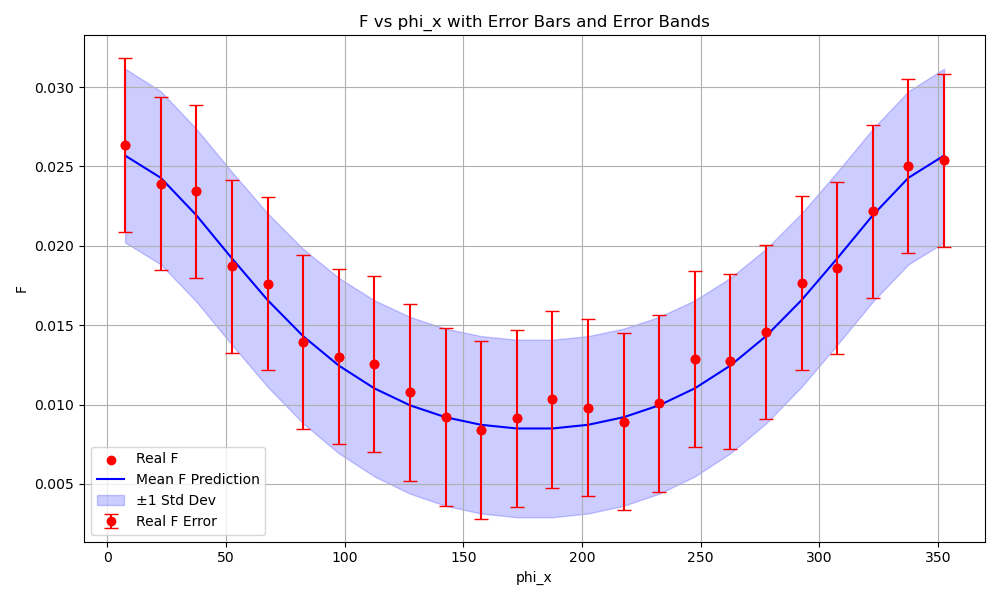 F vs phi_x with Error Bars and Error Bands
F
0.030
0.025
0.020
0.015
0.010
0.005
Real F
Mean F Prediction
±1 Std Dev
Real F Error
0 50 100 150 200 250 300 350
phi_x